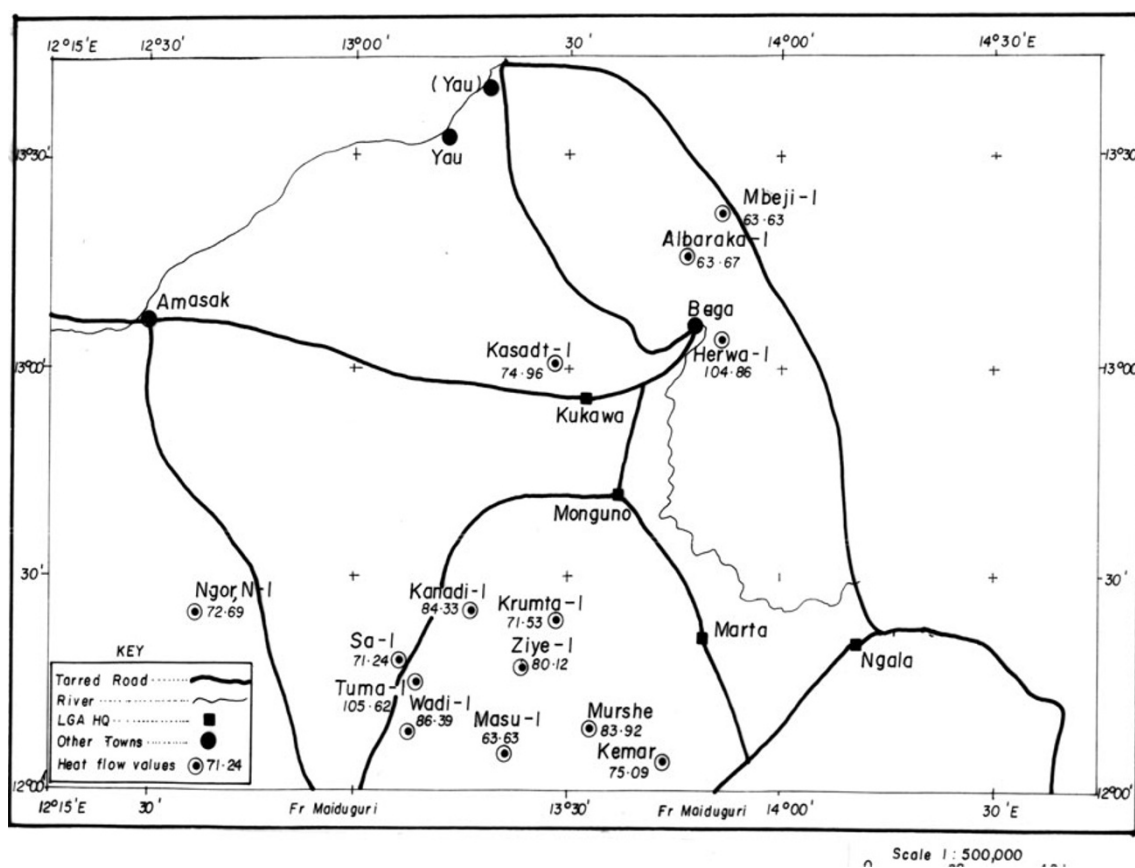 12°15'E 12°30' 13°00' 30' 14°00' 14°30'E
(Yau)
13°30' 13°30'
Yau
Mbeji-I
63·63
Albaraka-I
63·67
Amasak
Baga
Kasadt-I
74·96
Herwa-I
104·86
13°00' 13°00'
Kukawa
Monguno
30' 30'
Ngor,N-I
72·69
Kanadi-I
84·33
Krumta-I
71·53
Marta
Sa-I
71·24
Ziye-I
80·12
Ngala
Tuma-I
105·62
Wadi-I
86·39
Masu-I
63·63
Murshe
83·92
Kemar
75·09
KEY
Tarred Road
River
LGA HQ
Other Towns
Heat flow values 71·24
12°00' 12°00'
12°15'E 30' Fr Maiduguri 13°30' Fr Maiduguri 14°00' 30' E
Scale 1:500,000